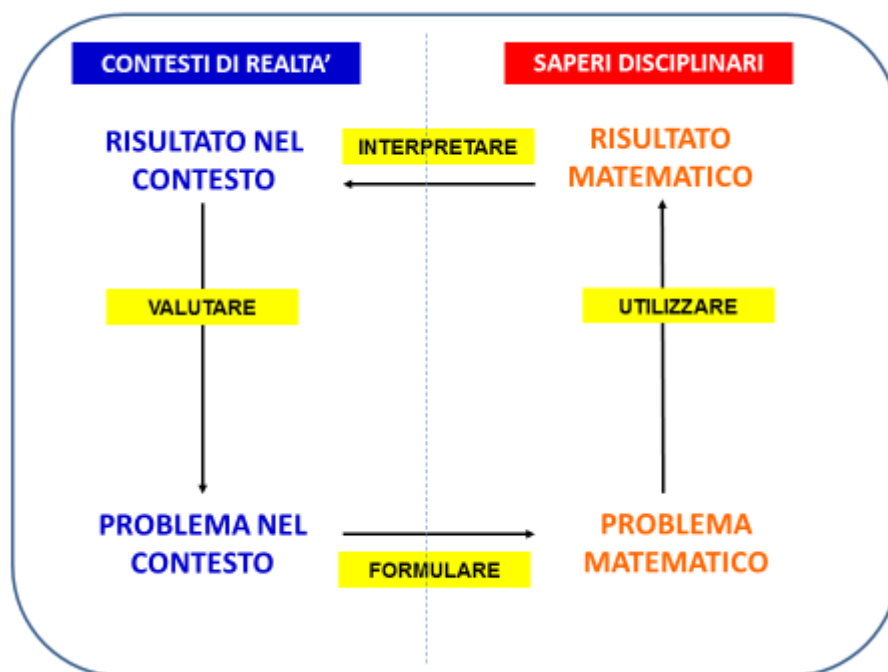 CONTESTI DI REALTA'
SAPERI DISCIPLINARI
RISULTATO NEL
CONTESTO
INTERPRETARE
RISULTATO
MATEMATICO
VALUTARE
UTILIZZARE
PROBLEMA NEL
CONTESTO
FORMULARE
PROBLEMA
MATEMATICO